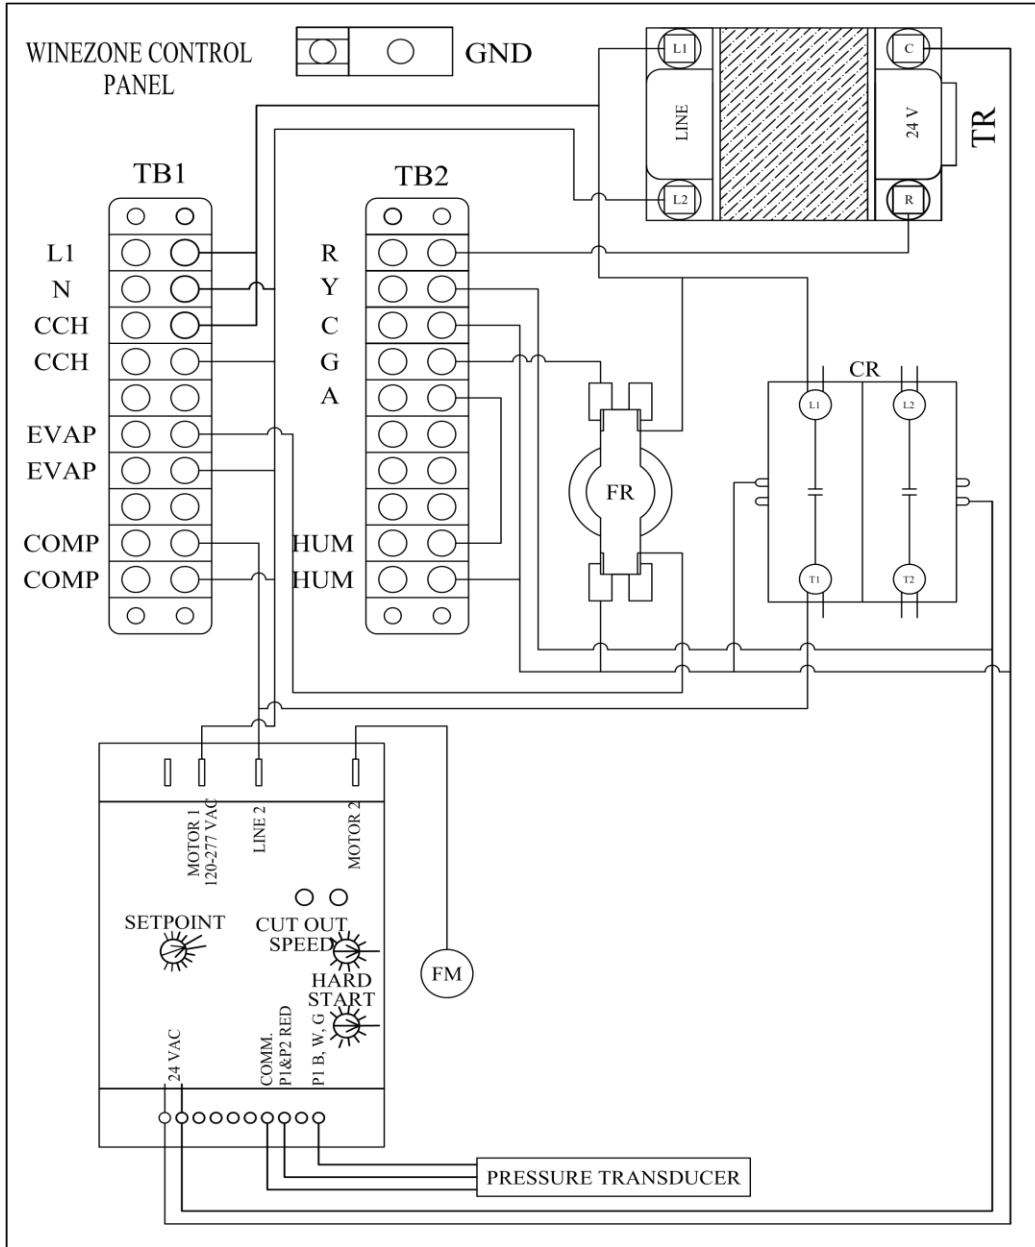 WINEZONE CONTROL
PANEL
GND
L1
C
LINE
24 V
TR
L2
R
TB1
L1
N
CCH
CCH
EVAP
EVAP
COMP
COMP
TB2
R
Y
C
G
A
HUM
HUM
FR
CR
L1
L2
T1
T2
MOTOR 1
120-277 VAC
LINE 2
MOTOR 2
SETPOINT
CUT OUT
SPEED
HARD
START
FM
24 VAC
COMM.
P1&P2 RED
P1 B, W, G
PRESSURE TRANSDUCER